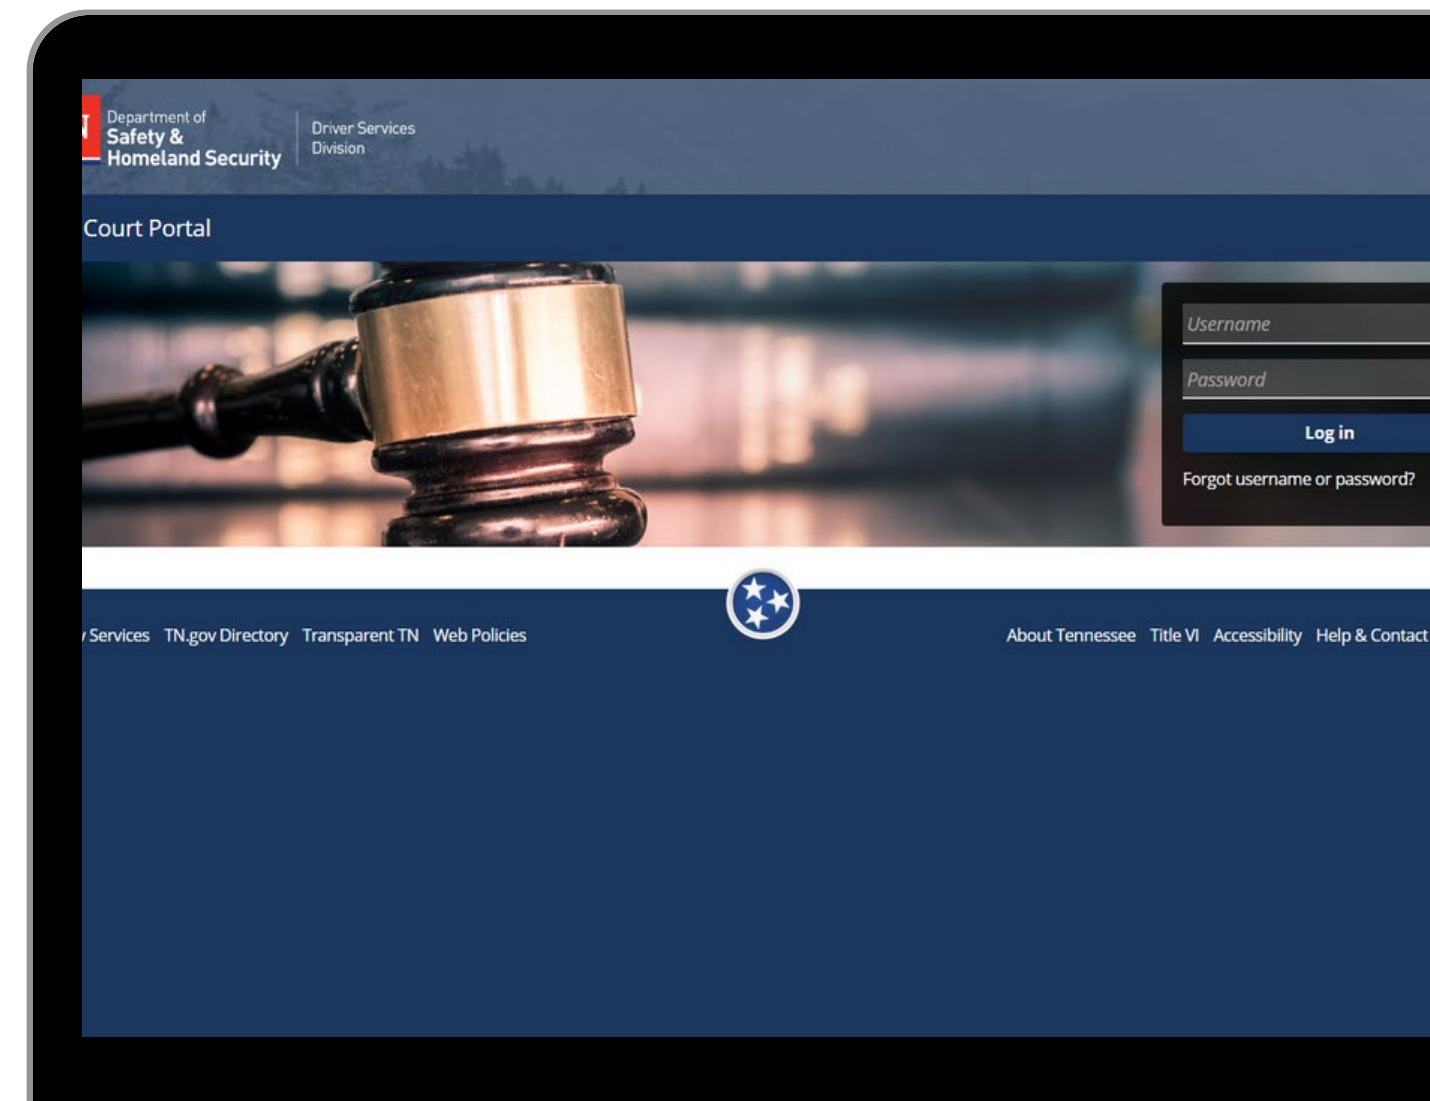 N
Department of
Safety &
Homeland Security
Driver Services
Division
Court Portal
Username
Password
Log in
Forgot username or password?
y Services TN.gov Directory Transparent TN Web Policies
About Tennessee Title VI Accessibility Help & Contact